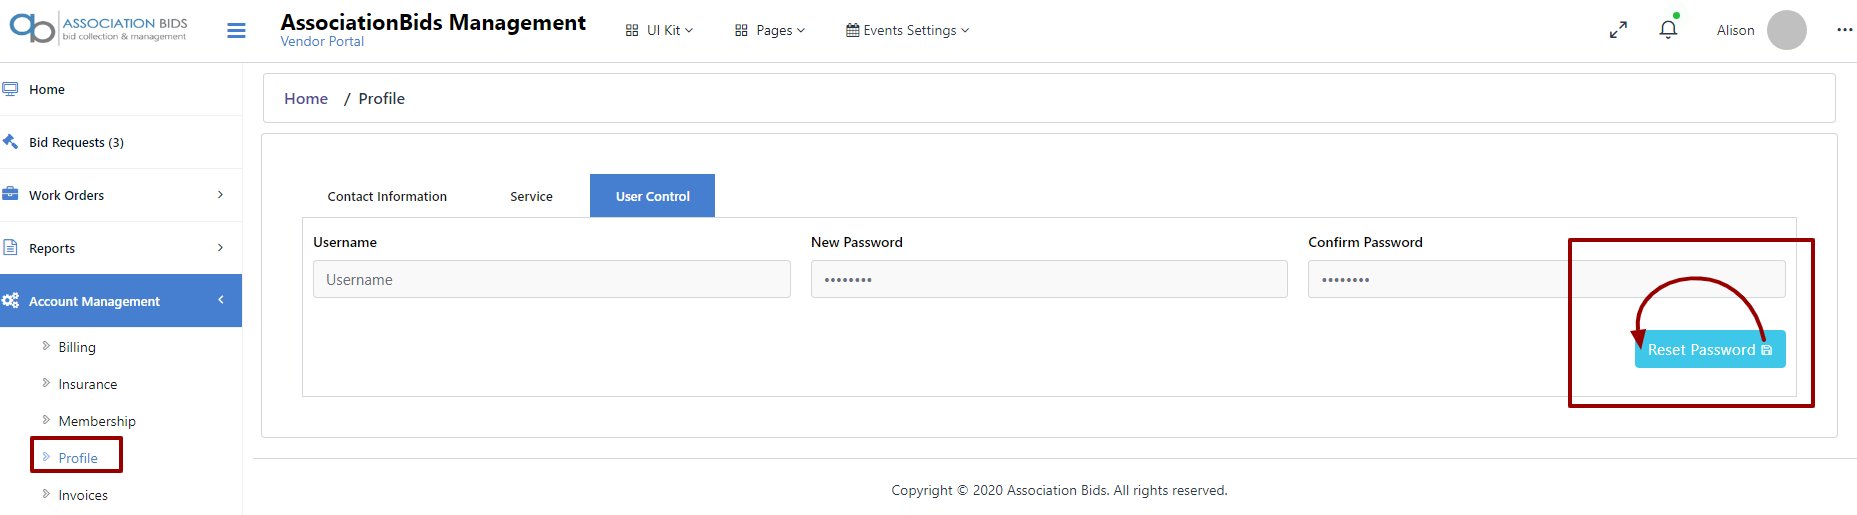 ASSOCIATION BIDS
bid collection & management
AssociationBids Management
Vendor Portal
UI Kit
Pages
Events Settings
Alison
Home
Bid Requests (3)
Work Orders
Reports
Account Management
Billing
Insurance
Membership
Profile
Invoices
Home / Profile
Contact Information Service User Control
Username New Password Confirm Password
Username •••••••• ••••••••
Reset Password
Copyright © 2020 Association Bids. All rights reserved.